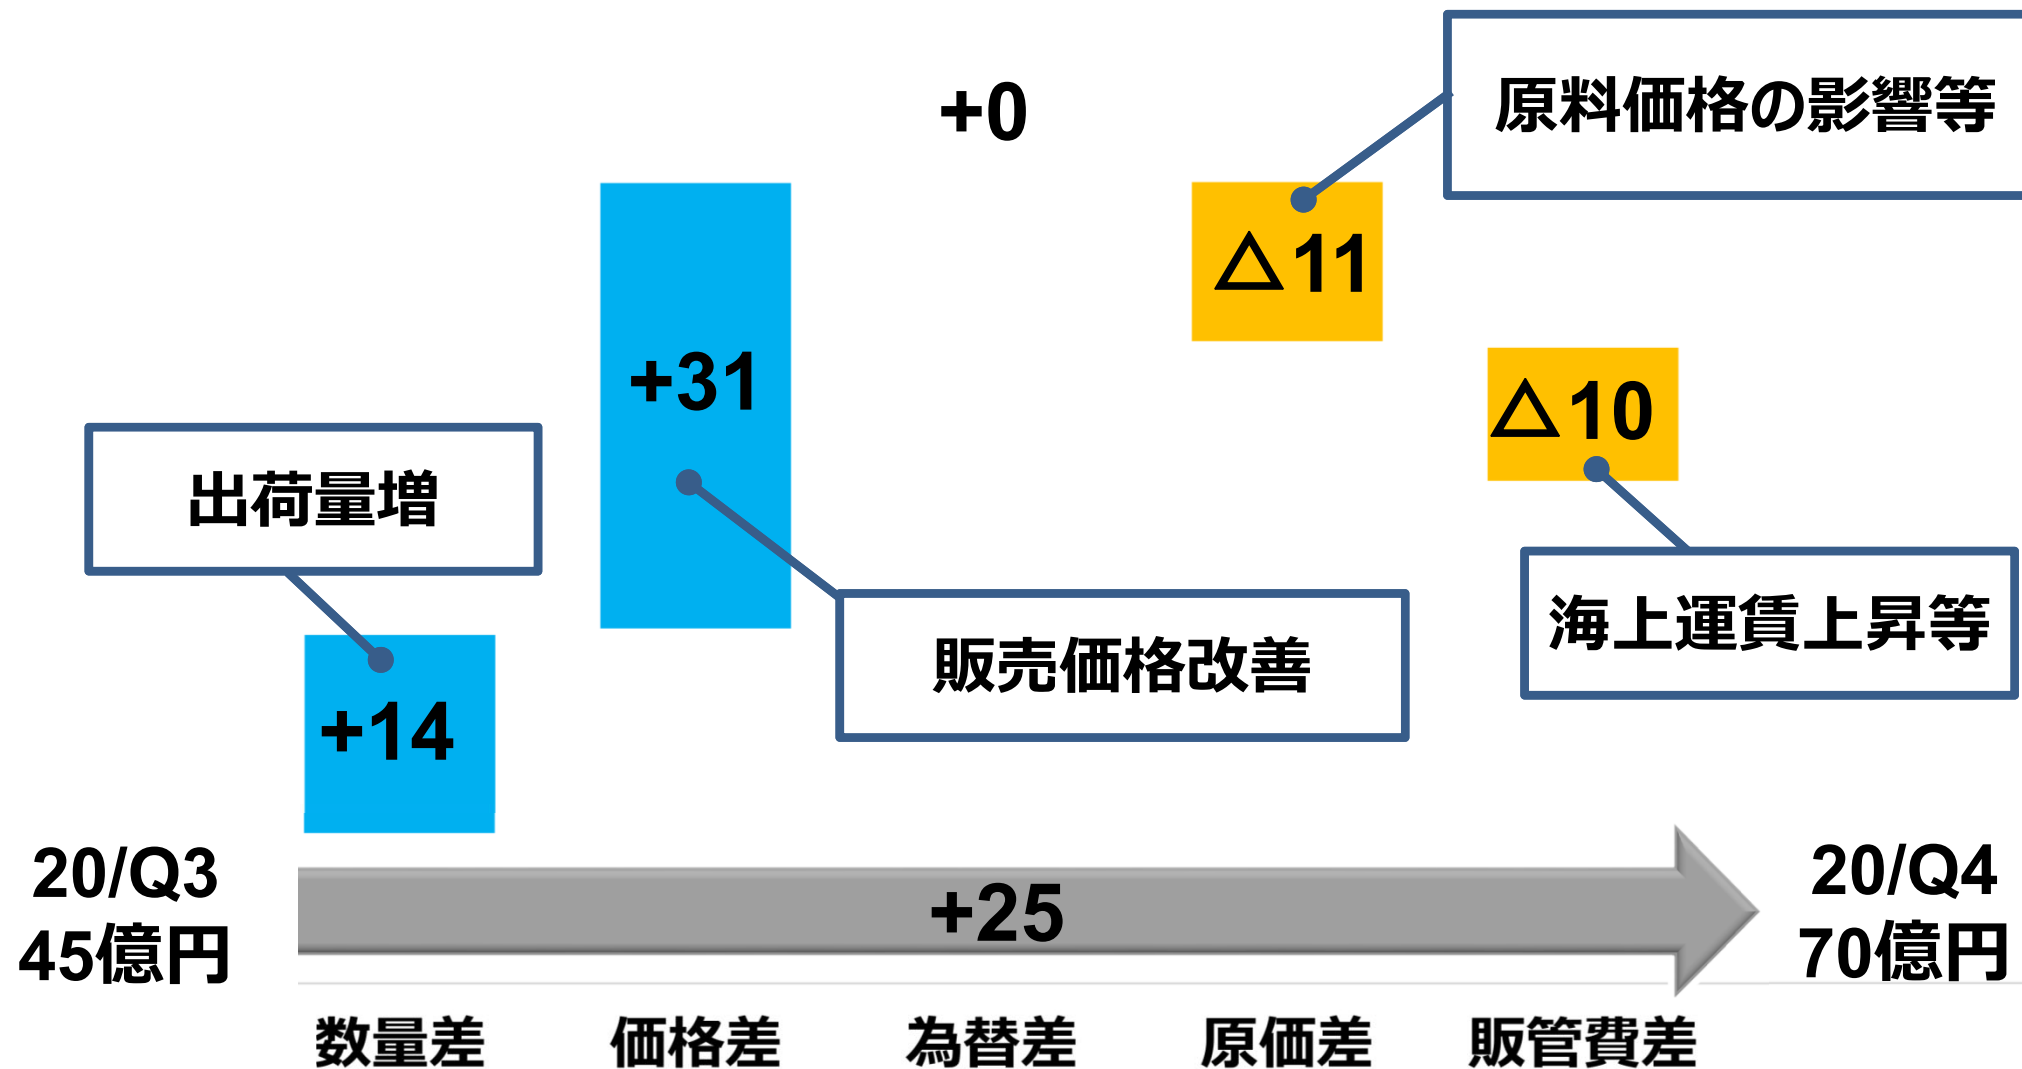 +0
原料価格の影響等
△11
+31
△10
出荷量増
海上運賃上昇等
販売価格改善
+14
20/Q3
45億円
+25
20/Q4
70億円
数量差
価格差
為替差
原価差
販管費差